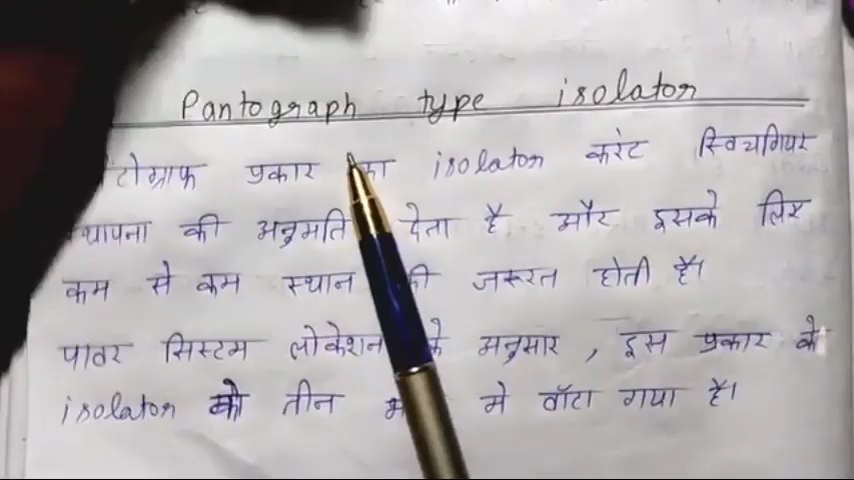 Pantograph type isolator
प्रकार का isolator करेंट स्विचगियर
की अनुमति देता है और इसके लिए
कम से कम स्थान की जरूरत होती है।
पावर सिस्टम लोकेशन के अनुसार, इस प्रकार के
isolator को तीन में बाँटा गया है।